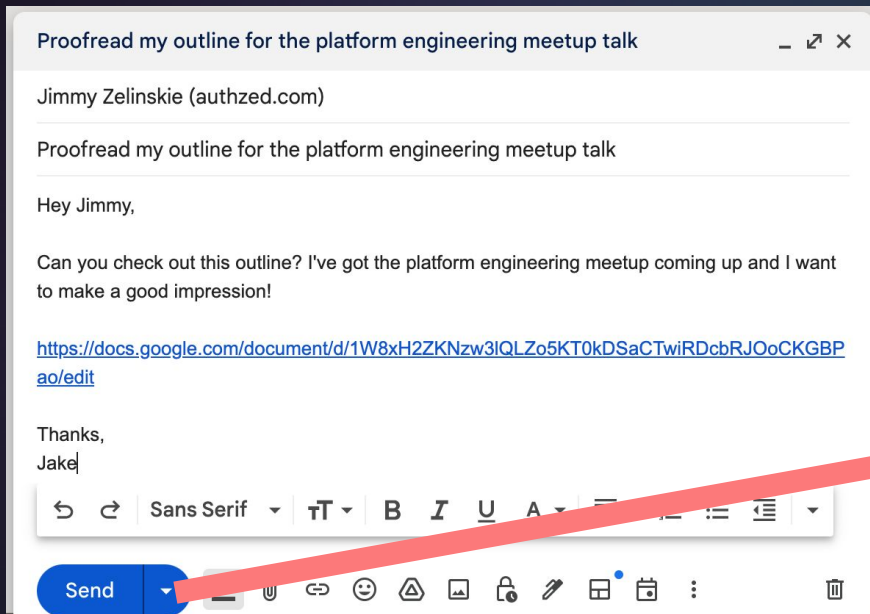 Proofread my outline for the platform engineering meetup talk
Jimmy Zelinskie (authzed.com)
Proofread my outline for the platform engineering meetup talk
Hey Jimmy,
Can you check out this outline? I've got the platform engineering meetup coming up and I want
to make a good impression!
https://docs.google.com/document/d/1W8xH2ZKNzw3lQLZo5KT0kDSaCTwiRDcbRJOoCKGBP
ao/edit
Thanks,
Jake
Sans Serif
Send